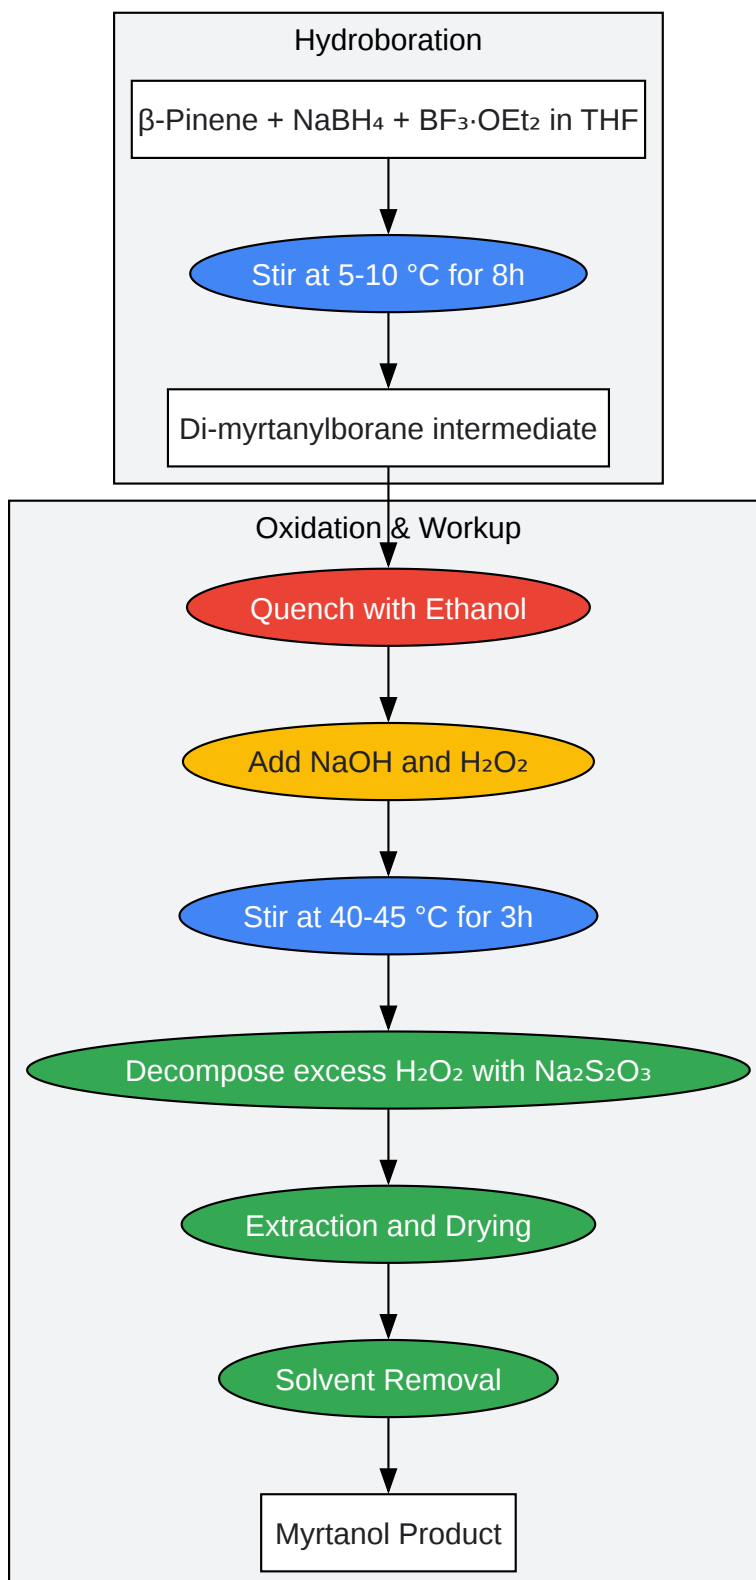 Hydroboration
β-Pinene + NaBH₄ + BF₃·OEt₂ in THF
Stir at 5-10 °C for 8h
Di-myrtanylborane intermediate
Oxidation & Workup
Quench with Ethanol
Add NaOH and H₂O₂
Stir at 40-45 °C for 3h
Decompose excess H₂O₂ with Na₂S₂O₃
Extraction and Drying
Solvent Removal
Myrtanol Product